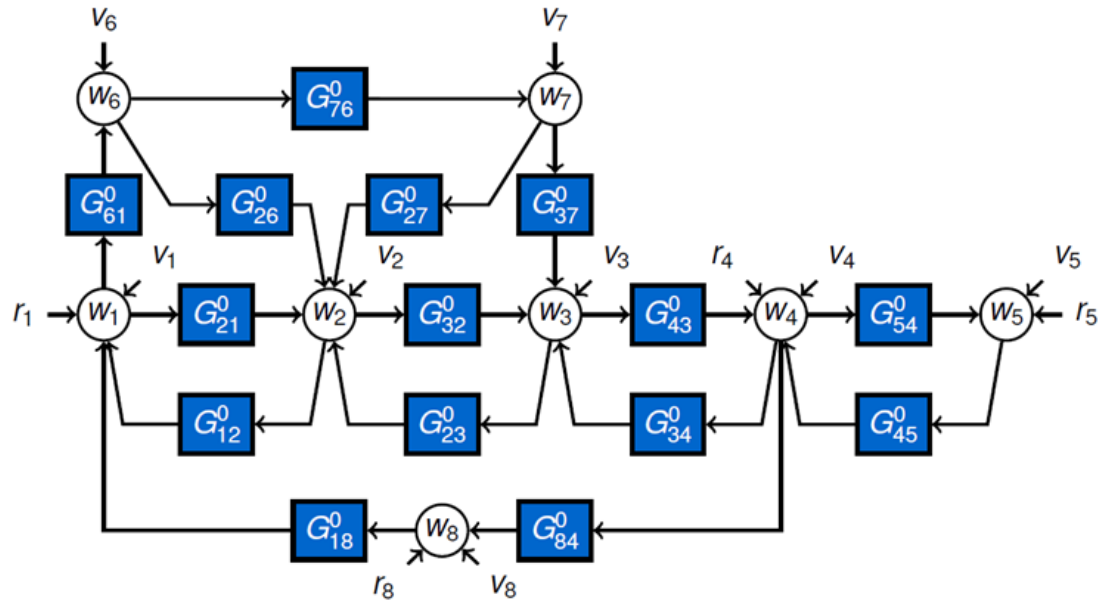 v6 v7
w6 G⁰76 w7
G⁰61 G⁰26 G⁰27 G⁰37
v1 v2 v3 r4 v4 v5
r1 w1 G⁰21 w2 G⁰32 w3 G⁰43 w4 G⁰54 w5 r5
G⁰12 G⁰23 G⁰34 G⁰45
G⁰18 w8 G⁰84
r8 v8